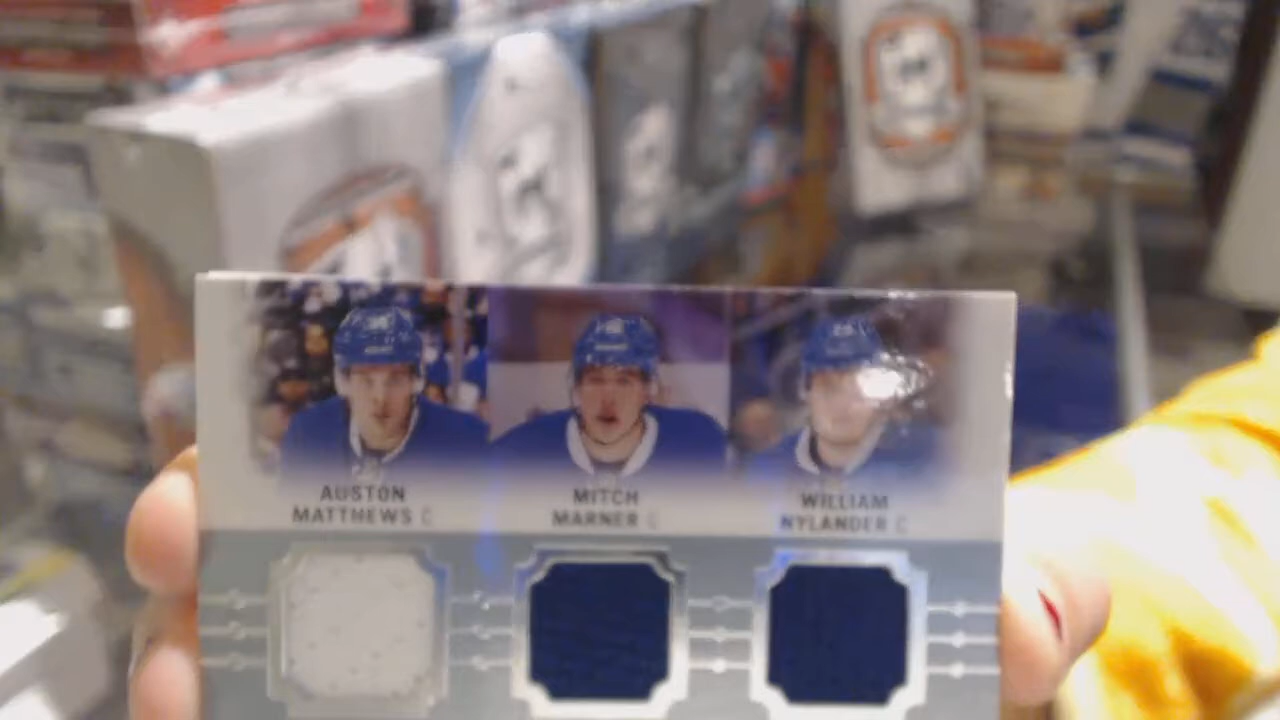 AUSTON
MATTHEWS C
MITCH
MARNER C
WILLIAM
NYLANDER C